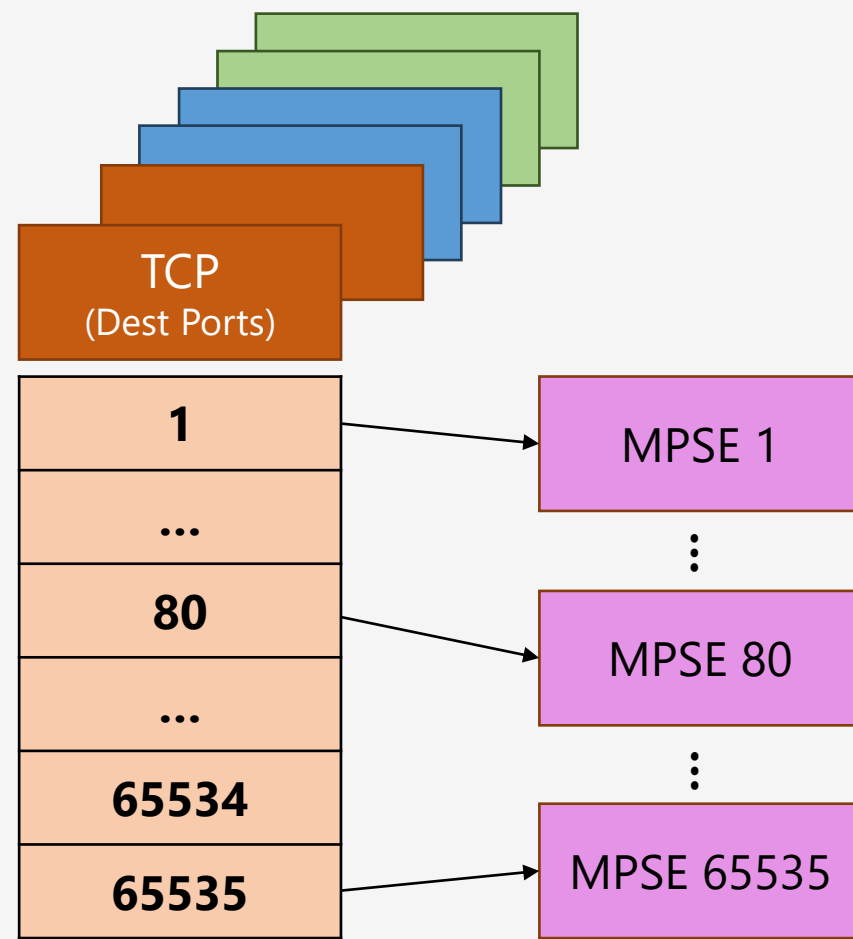 TCP
(Dest Ports)
1
...
80
...
65534
65535
MPSE 1
⋮
MPSE 80
⋮
MPSE 65535